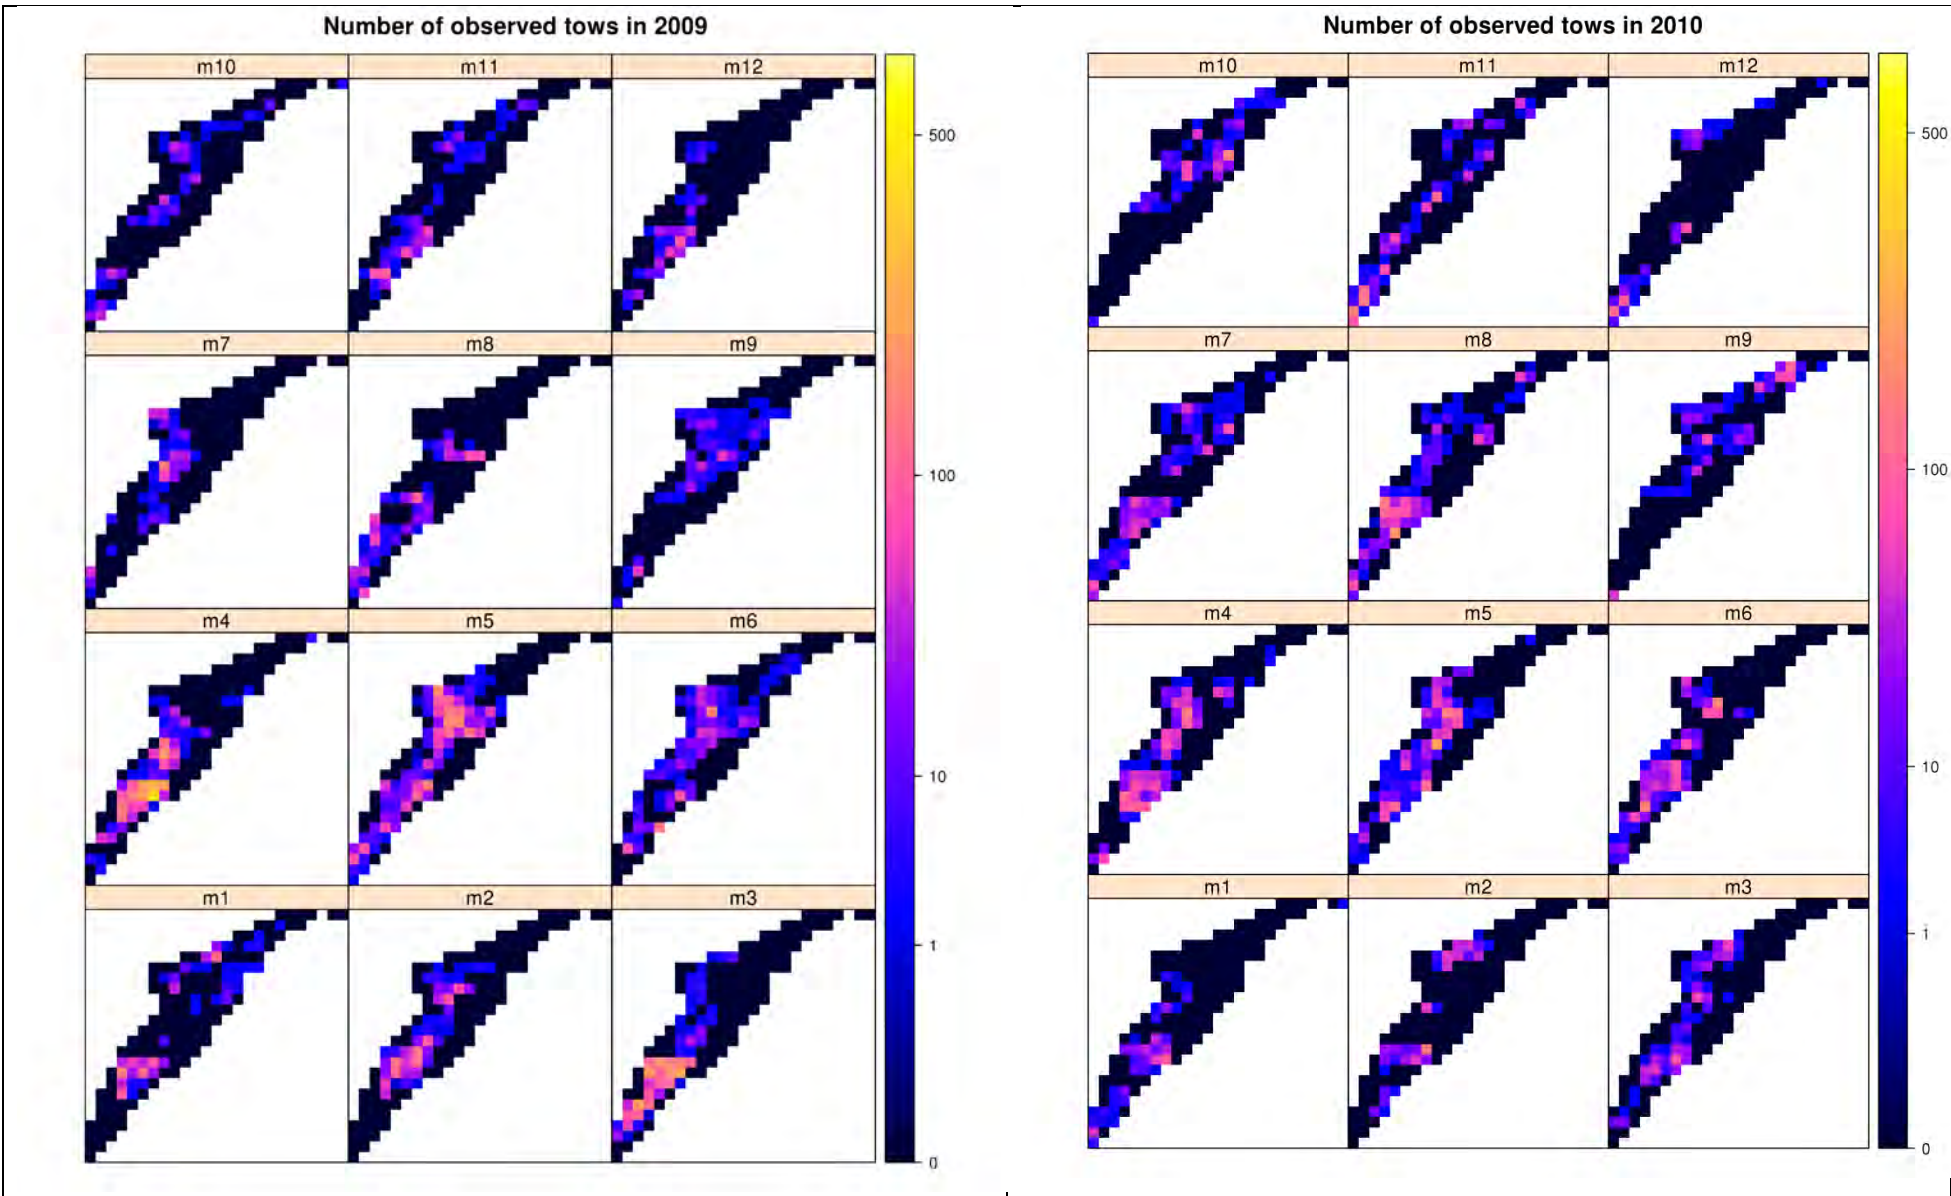 Number of observed tows in 2009
m10 m11 m12
m7 m8 m9
m4 m5 m6
m1 m2 m3
500
100
10
1
0
Number of observed tows in 2010
m10 m11 m12
m7 m8 m9
m4 m5 m6
m1 m2 m3
500
100
10
1
0